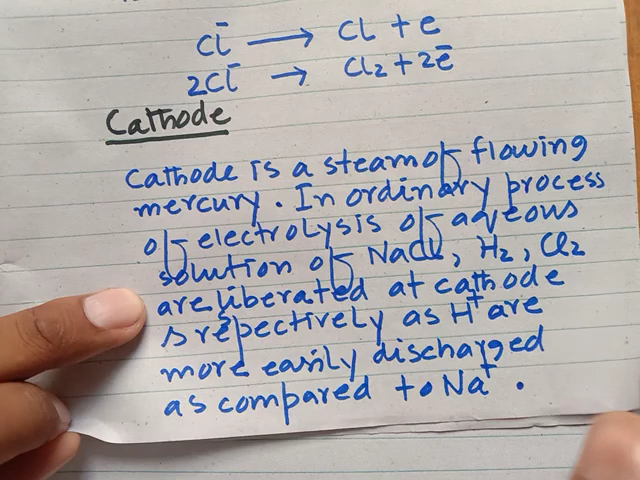 Cl⁻ → Cl + e
2Cl⁻ → Cl₂ + 2e⁻
Cathode
Cathode is a steam of flowing
mercury. In ordinary process
of electrolysis of aqeous
solution of NaCl, H₂, Cl₂
are liberated at cathode
s respectively as H⁺ are
more easily discharged
as compared to Na⁺.